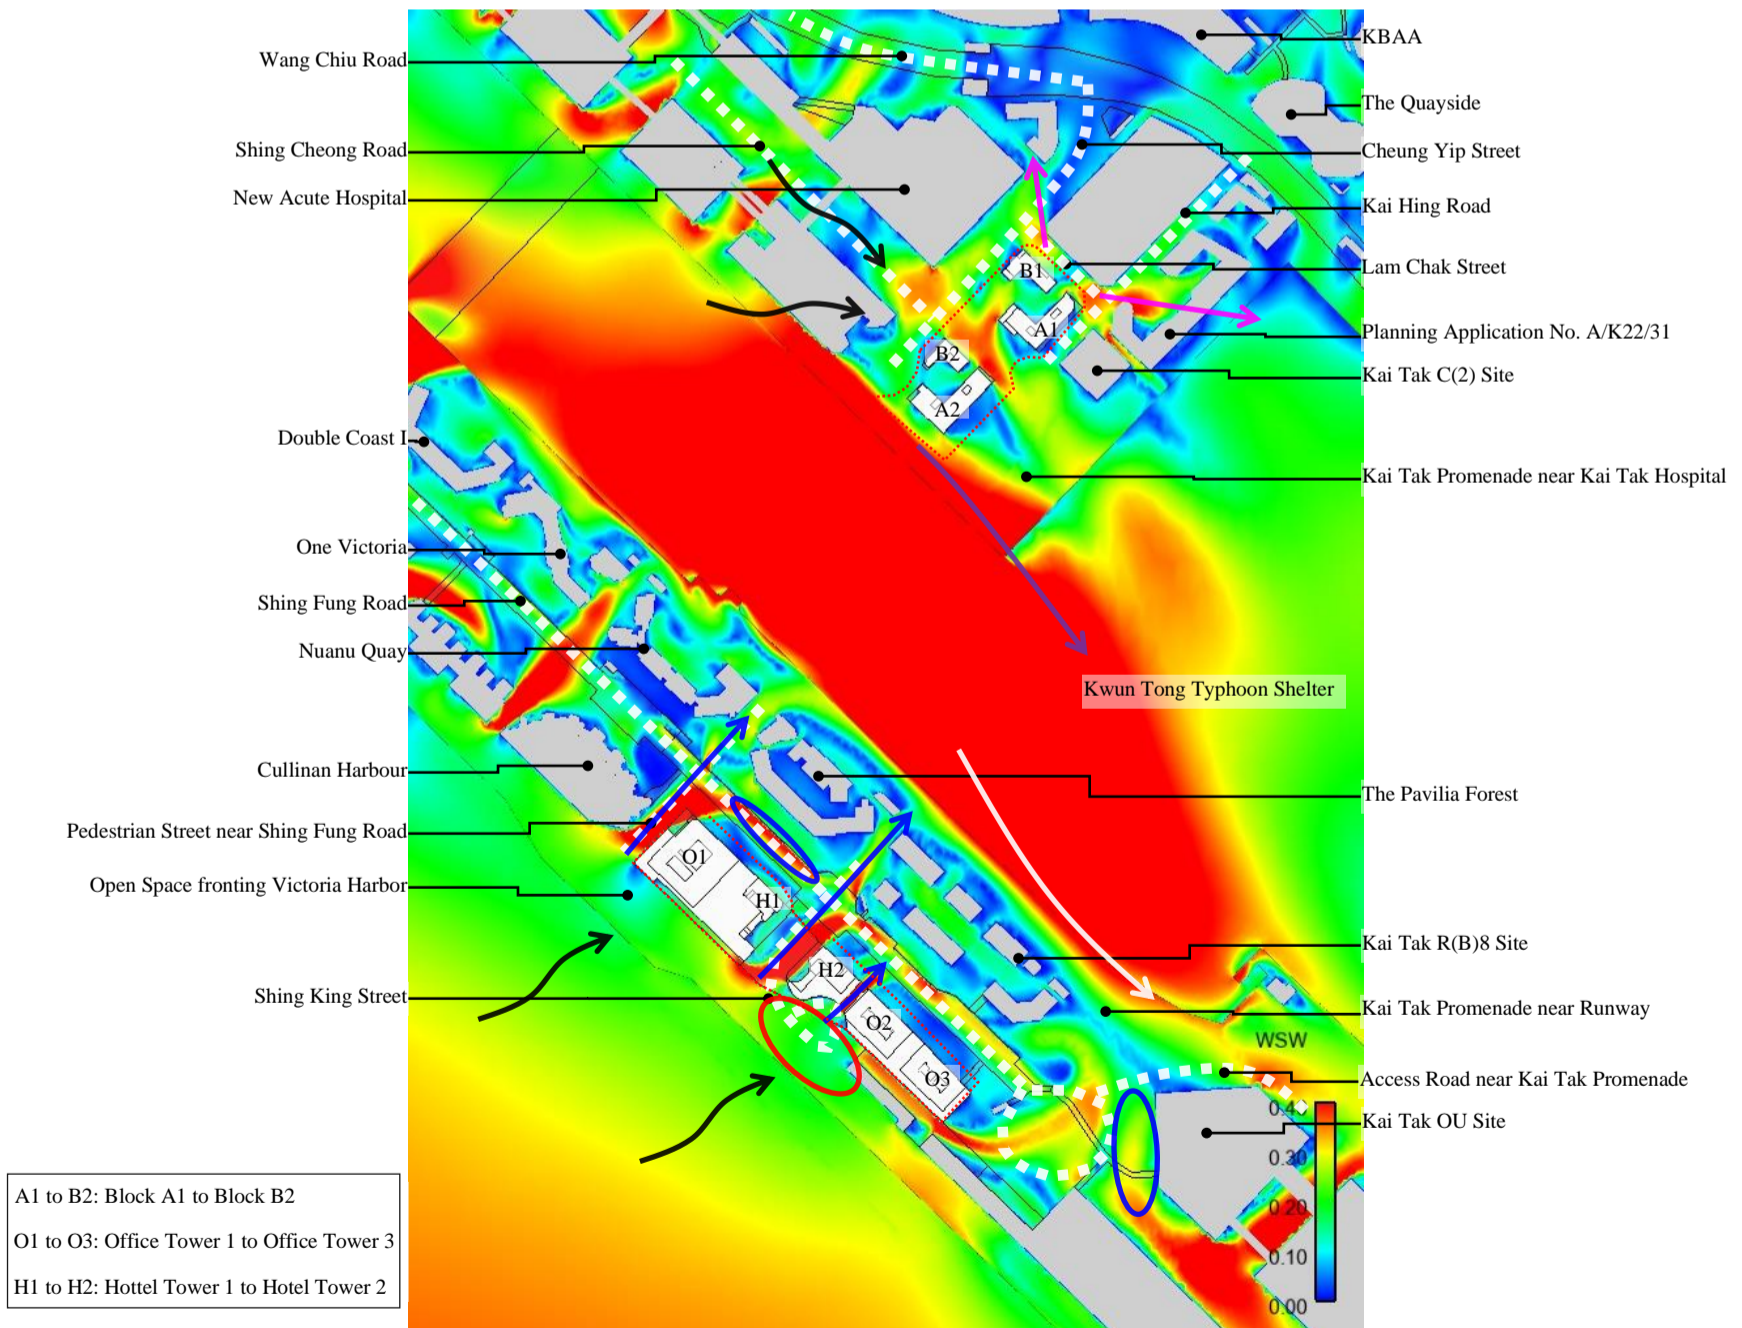 Wang Chiu Road
Shing Cheong Road
New Acute Hospital
Double Coast I
One Victoria
Shing Fung Road
Nuanu Quay
Cullinan Harbour
Pedestrian Street near Shing Fung Road
Open Space fronting Victoria Harbor
Shing King Street
KBAA
The Quayside
Cheung Yip Street
Kai Hing Road
Lam Chak Street
Planning Application No. A/K22/31
Kai Tak C(2) Site
Kai Tak Promenade near Kai Tak Hospital
Kwun Tong Typhoon Shelter
The Pavilia Forest
Kai Tak R(B)8 Site
Kai Tak Promenade near Runway
WSW
Access Road near Kai Tak Promenade
Kai Tak OU Site
B1
A1
B2
A2
O1
H1
H2
O2
O3
0.30
0.20
0.10
0.00
A1 to B2: Block A1 to Block B2
O1 to O3: Office Tower 1 to Office Tower 3
H1 to H2: Hottel Tower 1 to Hotel Tower 2